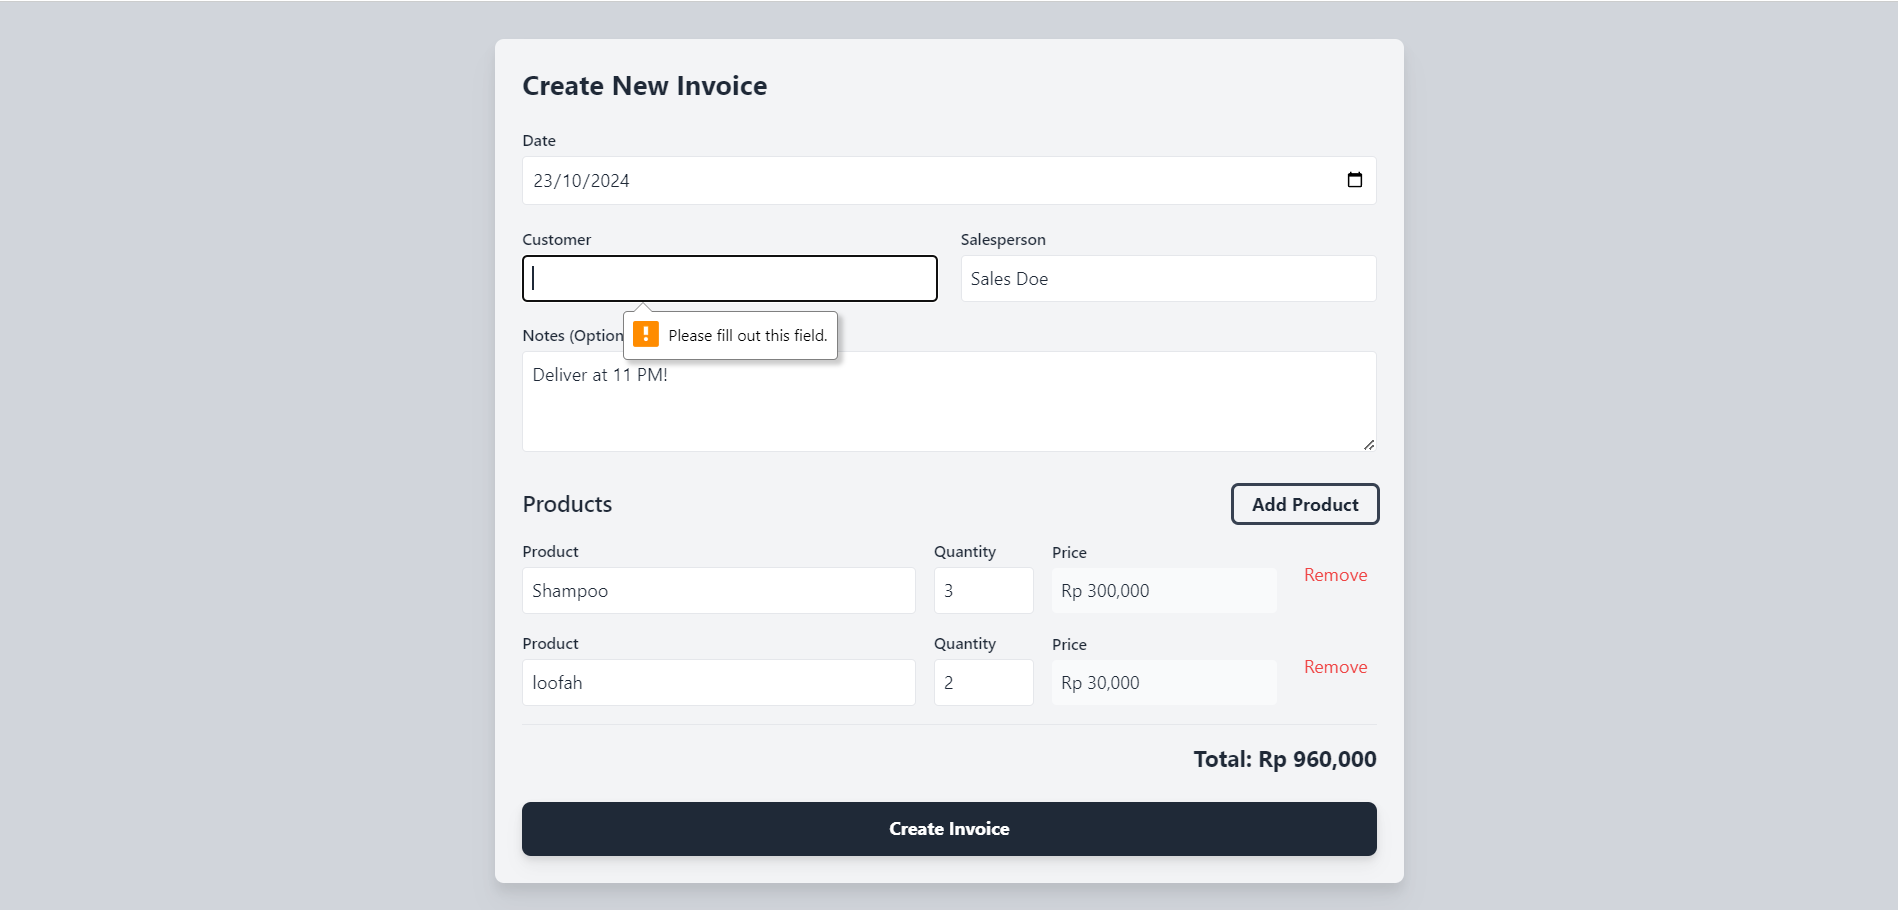 Create New Invoice
Date
23/10/2024
Customer
Salesperson
Sales Doe
Notes (Option
Please fill out this field.
Deliver at 11 PM!
Products
Add Product
Product
Quantity
Price
Shampoo
3
Rp 300,000
Remove
Product
Quantity
Price
loofah
2
Rp 30,000
Remove
Total: Rp 960,000
Create Invoice